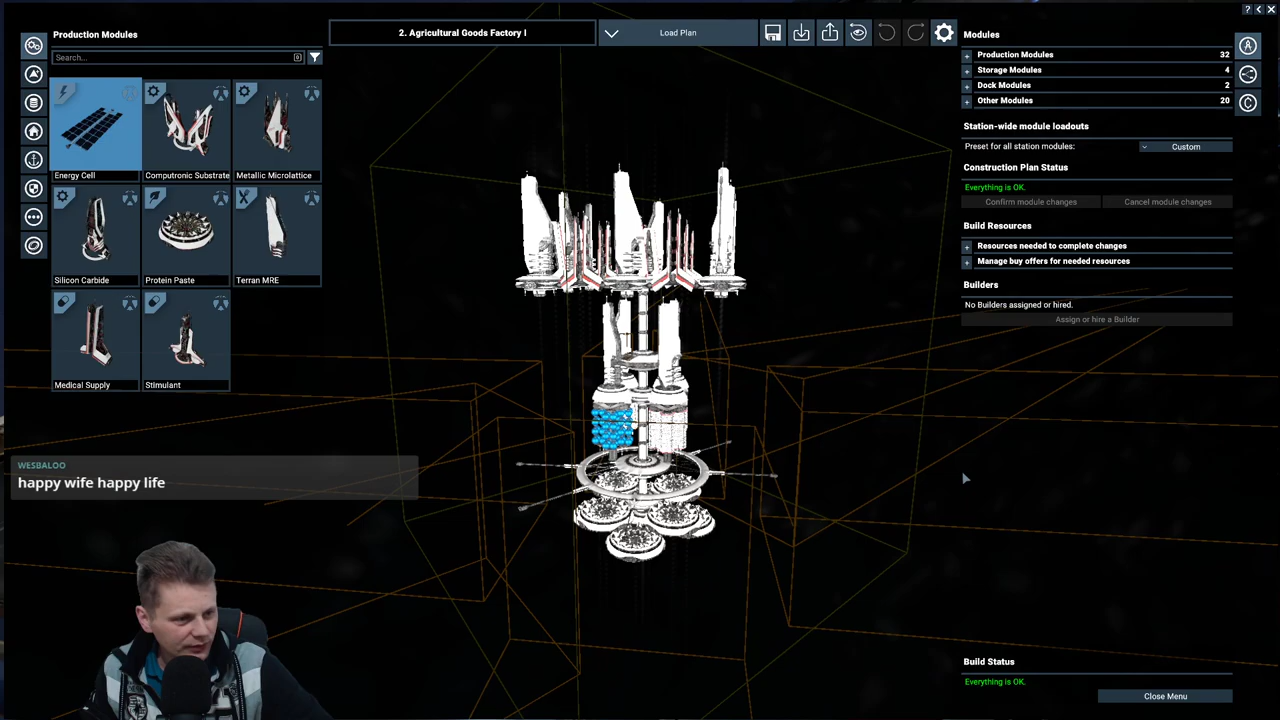 ? < ✕
Production Modules
Search...
Energy Cell
Computronic Substrate
Metallic Microlattice
Silicon Carbide
Protein Paste
Terran MRE
Medical Supply
Stimulant
2. Agricultural Goods Factory I
Load Plan
WESBALOO
happy wife happy life
Modules
+ Production Modules 32
+ Storage Modules 4
+ Dock Modules 2
+ Other Modules 20
Station-wide module loadouts
Preset for all station modules: Custom
Construction Plan Status
Everything is OK.
Confirm module changes Cancel module changes
Build Resources
+ Resources needed to complete changes
+ Manage buy offers for needed resources
Builders
No Builders assigned or hired.
Assign or hire a Builder
Build Status
Everything is OK.
Close Menu